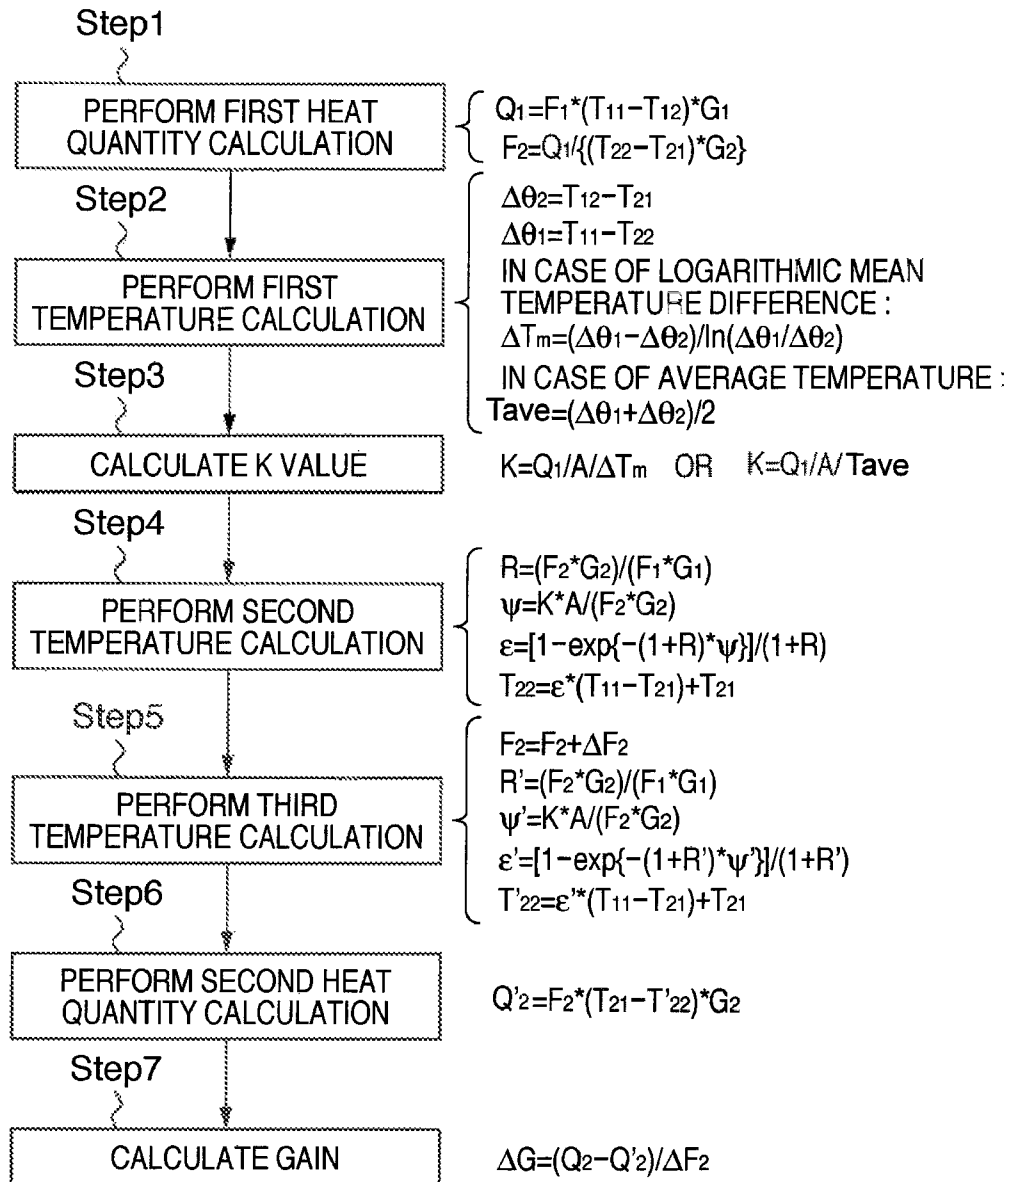 Step1
PERFORM FIRST HEAT
QUANTITY CALCULATION
Q1=F1*(T11−T12)*G1
F2=Q1/{(T22−T21)*G2}
Step2
PERFORM FIRST
TEMPERATURE CALCULATION
Δθ2=T12−T21
Δθ1=T11−T22
IN CASE OF LOGARITHMIC MEAN
TEMPERATURE DIFFERENCE :
ΔTm=(Δθ1−Δθ2)/ln(Δθ1/Δθ2)
IN CASE OF AVERAGE TEMPERATURE :
Tave=(Δθ1+Δθ2)/2
Step3
CALCULATE K VALUE
K=Q1/A/ΔTm OR K=Q1/A/Tave
Step4
PERFORM SECOND
TEMPERATURE CALCULATION
R=(F2*G2)/(F1*G1)
ψ=K*A/(F2*G2)
ε=[1−exp{−(1+R)*ψ}]/(1+R)
T22=ε*(T11−T21)+T21
Step5
PERFORM THIRD
TEMPERATURE CALCULATION
F2=F2+ΔF2
R'=(F2*G2)/(F1*G1)
ψ'=K*A/(F2*G2)
ε'=[1−exp{−(1+R')*ψ'}]/(1+R')
T'22=ε'*(T11−T21)+T21
Step6
PERFORM SECOND HEAT
QUANTITY CALCULATION
Q'2=F2*(T21−T'22)*G2
Step7
CALCULATE GAIN
ΔG=(Q2−Q'2)/ΔF2